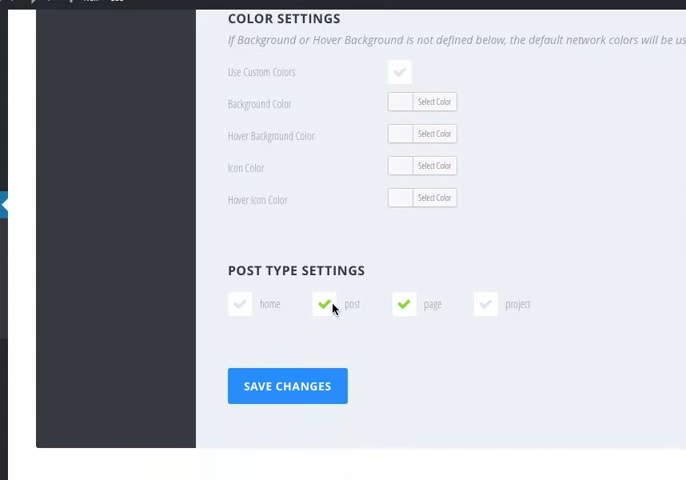 COLOR SETTINGS
If Background or Hover Background is not defined below, the default network colors will be us
Use Custom Colors
Background Color Select Color
Hover Background Color Select Color
Icon Color Select Color
Hover Icon Color Select Color
POST TYPE SETTINGS
home post page project
SAVE CHANGES